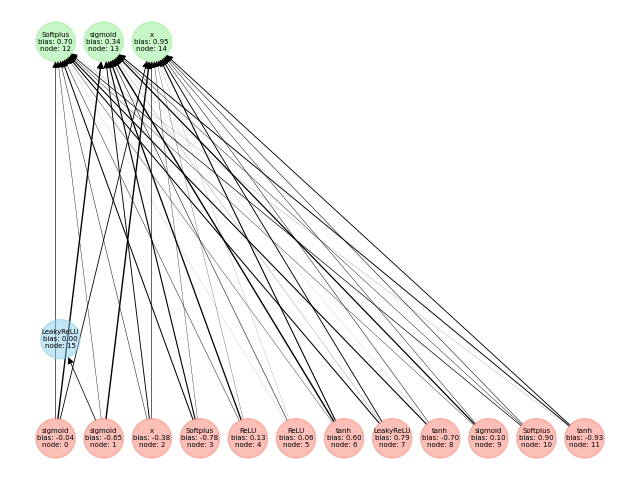 Softplus
bias: 0.70
node: 12
sigmoid
bias: 0.34
node: 13
x
bias: 0.95
node: 14
LeakyReLU
bias: 0.00
node: 15
sigmoid
bias: -0.04
node: 0
sigmoid
bias: -0.65
node: 1
x
bias: -0.38
node: 2
Softplus
bias: -0.78
node: 3
ReLU
bias: 0.13
node: 4
ReLU
bias: 0.06
node: 5
tanh
bias: 0.60
node: 6
LeakyReLU
bias: 0.79
node: 7
tanh
bias: -0.70
node: 8
sigmoid
bias: 0.10
node: 9
Softplus
bias: 0.90
node: 10
tanh
bias: -0.93
node: 11